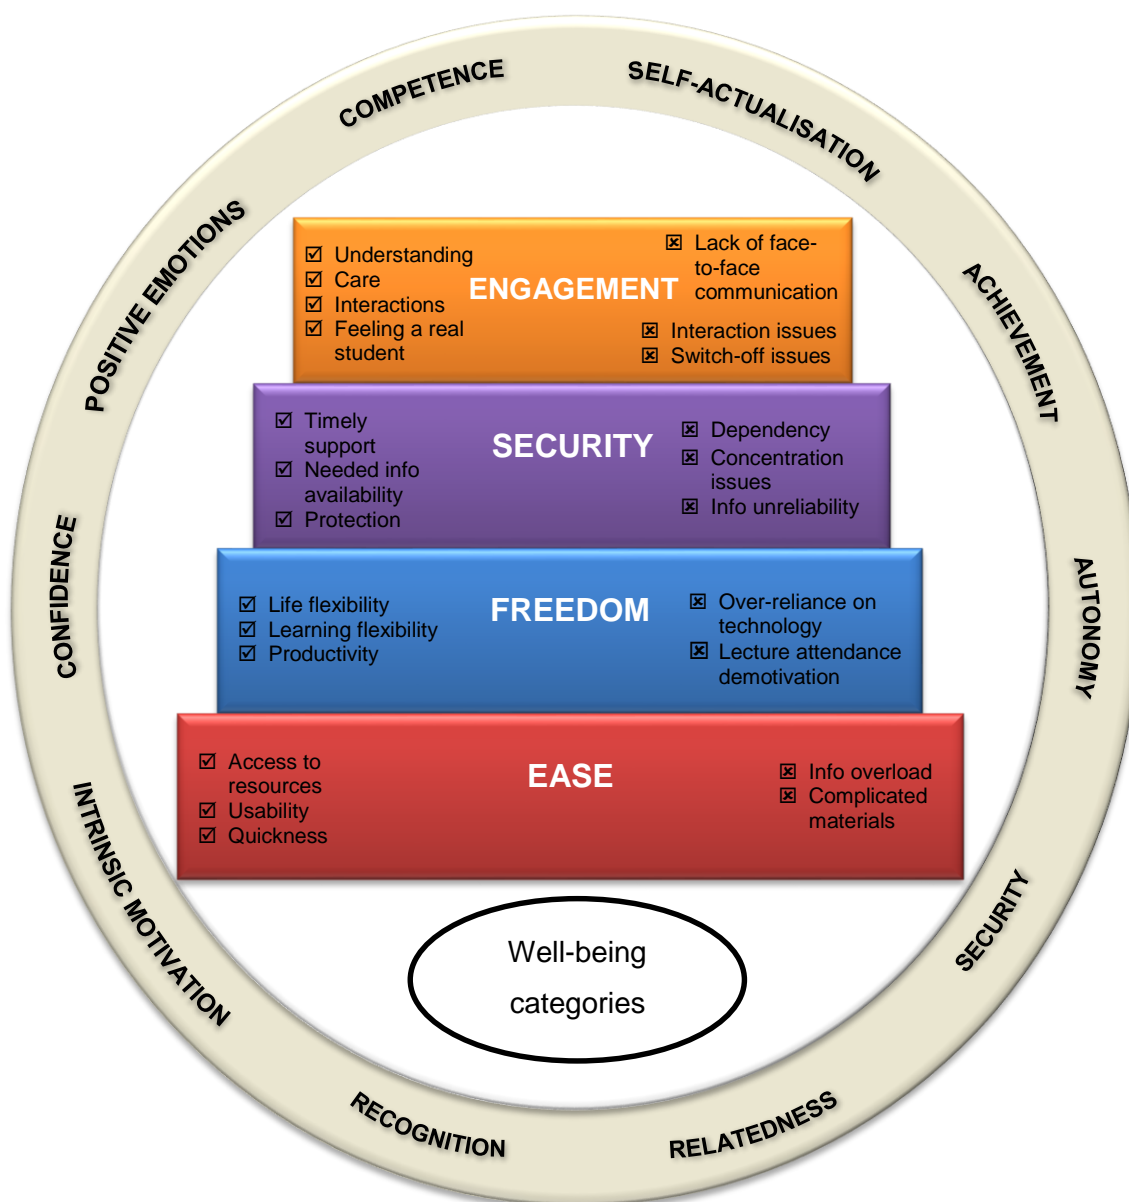 COMPETENCE
SELF-ACTUALISATION
ACHIEVEMENT
AUTONOMY
SECURITY
RELATEDNESS
RECOGNITION
INTRINSIC MOTIVATION
CONFIDENCE
POSITIVE EMOTIONS
ENGAGEMENT
☑ Understanding
☑ Care
☑ Interactions
☑ Feeling a real
student
☒ Lack of face-
to-face
communication
☒ Interaction issues
☒ Switch-off issues
SECURITY
☑ Timely
support
☑ Needed info
availability
☑ Protection
☒ Dependency
☒ Concentration
issues
☒ Info unreliability
FREEDOM
☑ Life flexibility
☑ Learning flexibility
☑ Productivity
☒ Over-reliance on
technology
☒ Lecture attendance
demotivation
EASE
☑ Access to
resources
☑ Usability
☑ Quickness
☒ Info overload
☒ Complicated
materials
Well-being
categories